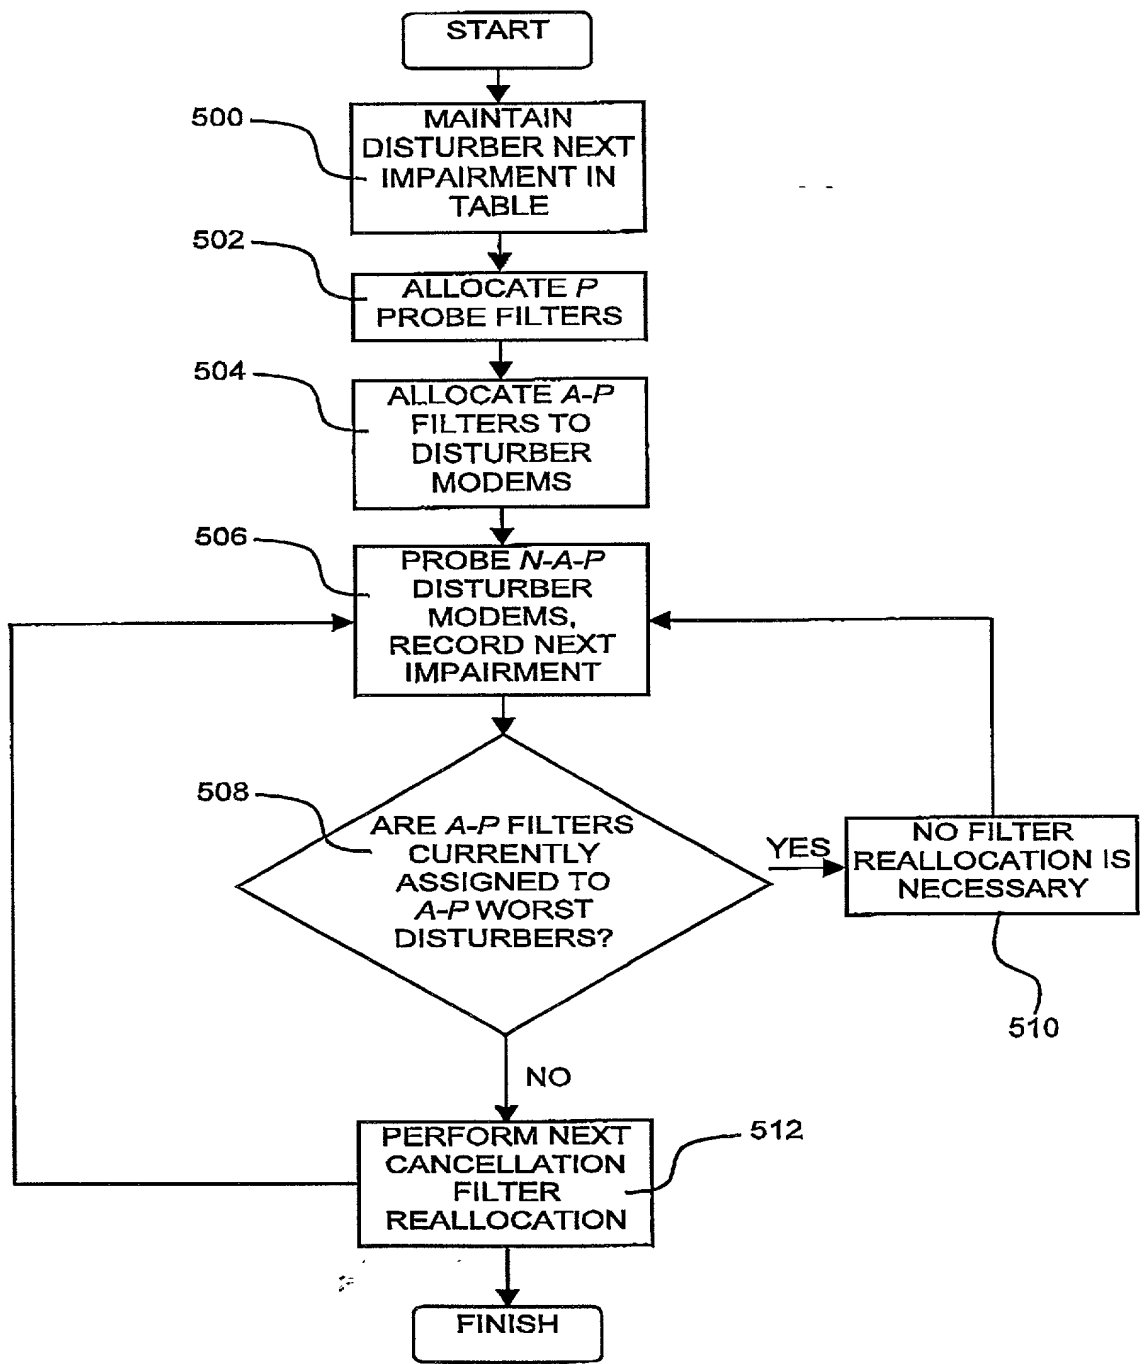 START
500
MAINTAIN
DISTURBER NEXT
IMPAIRMENT IN
TABLE
502
ALLOCATE P
PROBE FILTERS
504
ALLOCATE A-P
FILTERS TO
DISTURBER
MODEMS
506
PROBE N-A-P
DISTURBER
MODEMS,
RECORD NEXT
IMPAIRMENT
508
ARE A-P FILTERS
CURRENTLY
ASSIGNED TO
A-P WORST
DISTURBERS?
YES
NO FILTER
REALLOCATION IS
NECESSARY
510
NO
PERFORM NEXT
CANCELLATION
FILTER
REALLOCATION
512
FINISH